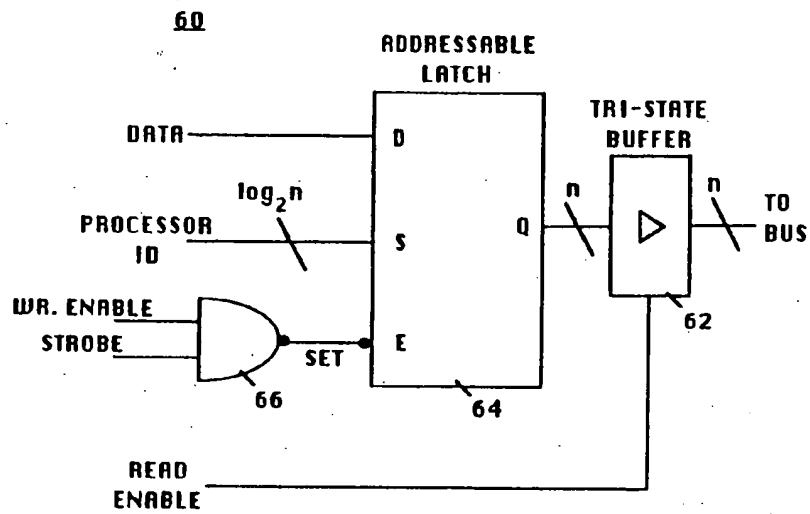 60
ADDRESSABLE
LATCH
TRI-STATE
BUFFER
DATA
D
log2n
PROCESSOR
ID
S
Q
n
n
TO
BUS
WR. ENABLE
STROBE
SET
E
62
66
64
READ
ENABLE